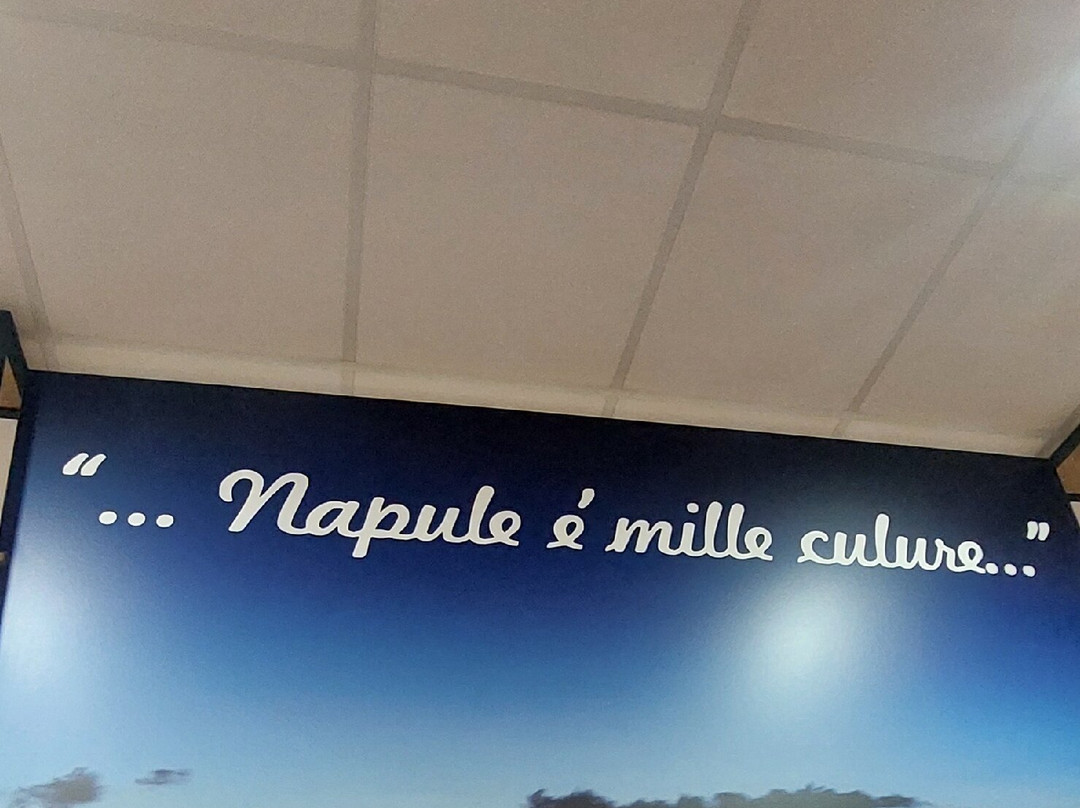 “... Napule é mille culure...”